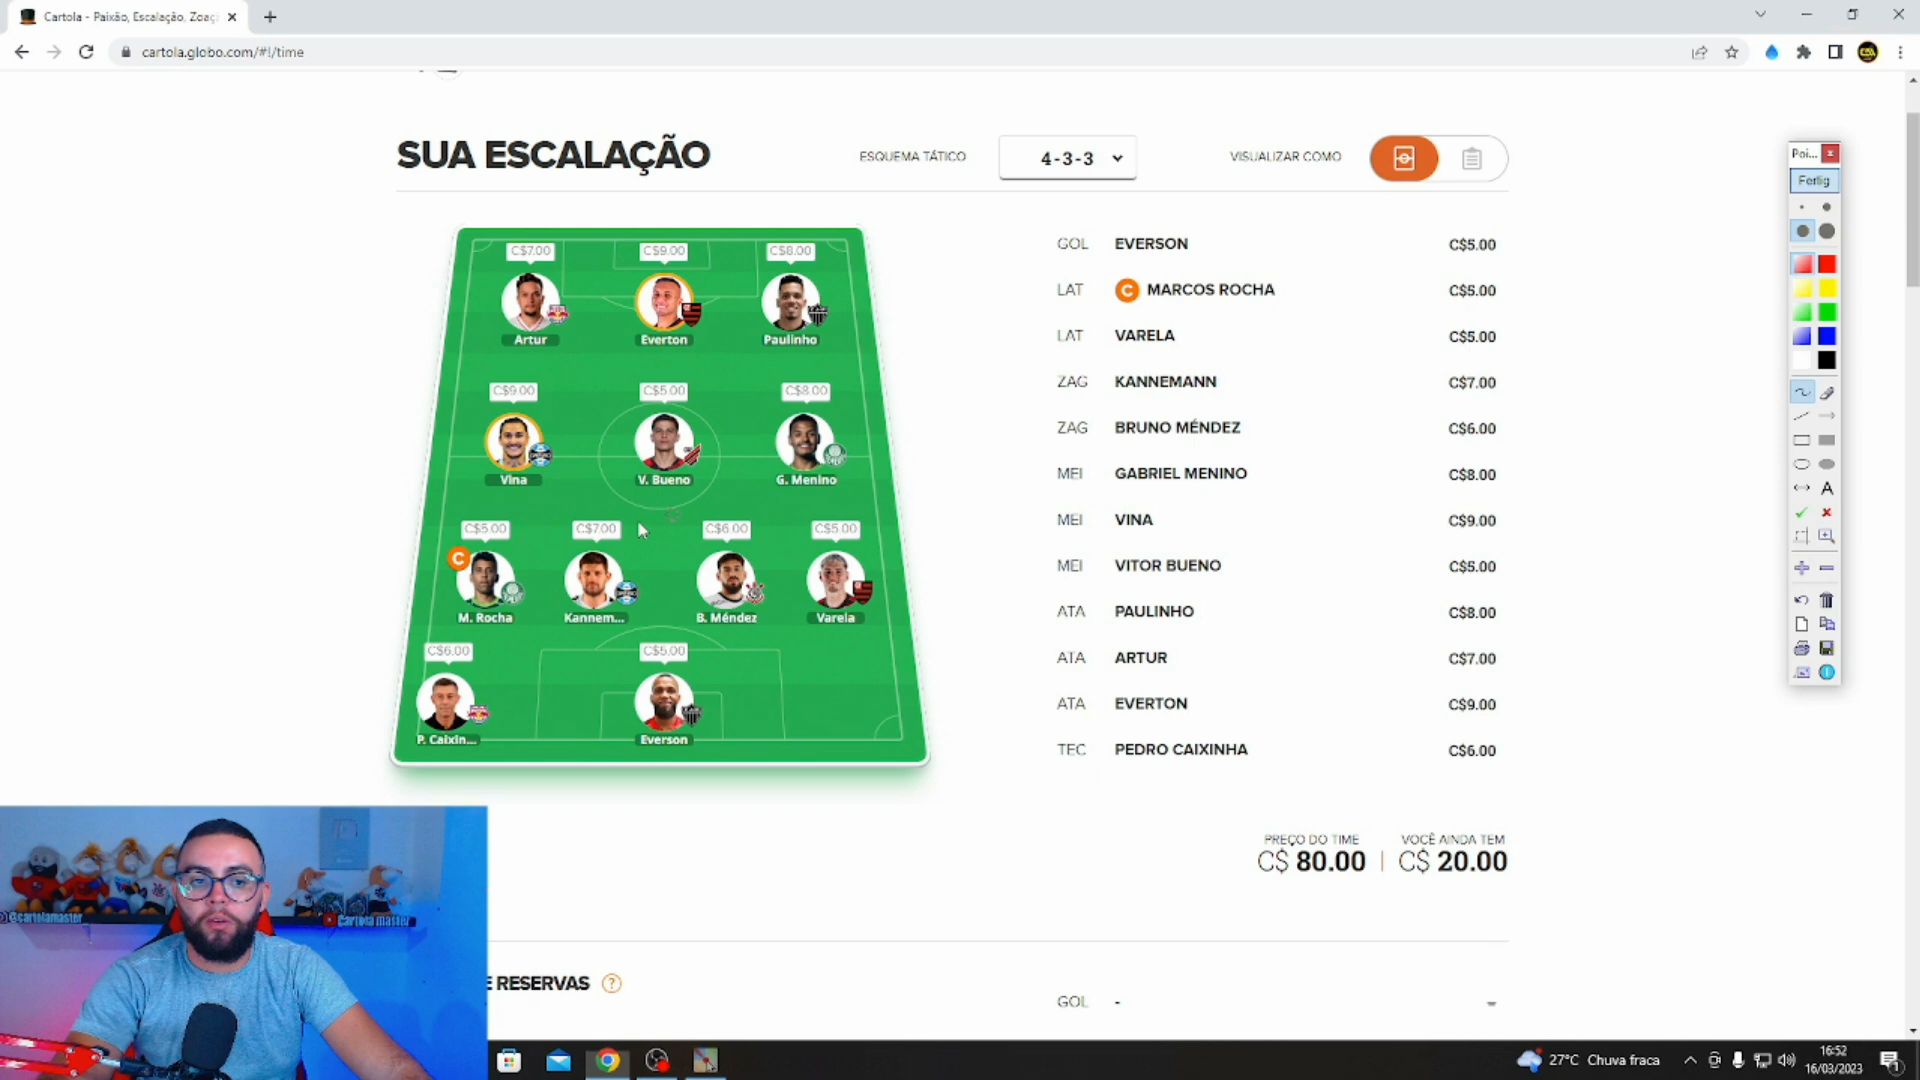 Cartola - Paixão, Escalação, Zoaç
cartola.globo.com/#!/time
SUA ESCALAÇÃO
ESQUEMA TÁTICO
4-3-3
VISUALIZAR COMO
Poi...
Fertig
C$7.00
C$9.00
C$8.00
Artur
Everton
Paulinho
C$9.00
C$5.00
C$8.00
Vina
V. Bueno
G. Menino
C$5.00
C$7.00
C$6.00
C$5.00
C
M. Rocha
Kannem...
B. Méndez
Varela
C$6.00
C$5.00
P. Caixin...
Everson
GOL EVERSON C$5.00
LAT C MARCOS ROCHA C$5.00
LAT VARELA C$5.00
ZAG KANNEMANN C$7.00
ZAG BRUNO MÉNDEZ C$6.00
MEI GABRIEL MENINO C$8.00
MEI VINA C$9.00
MEI VITOR BUENO C$5.00
ATA PAULINHO C$8.00
ATA ARTUR C$7.00
ATA EVERTON C$9.00
TEC PEDRO CAIXINHA C$6.00
PREÇO DO TIME
C$ 80.00
VOCÊ AINDA TEM
C$ 20.00
@cartolamaster
Cartola master
E RESERVAS ?
GOL - -
27°C Chuva fraca
16:52
16/03/2023
1